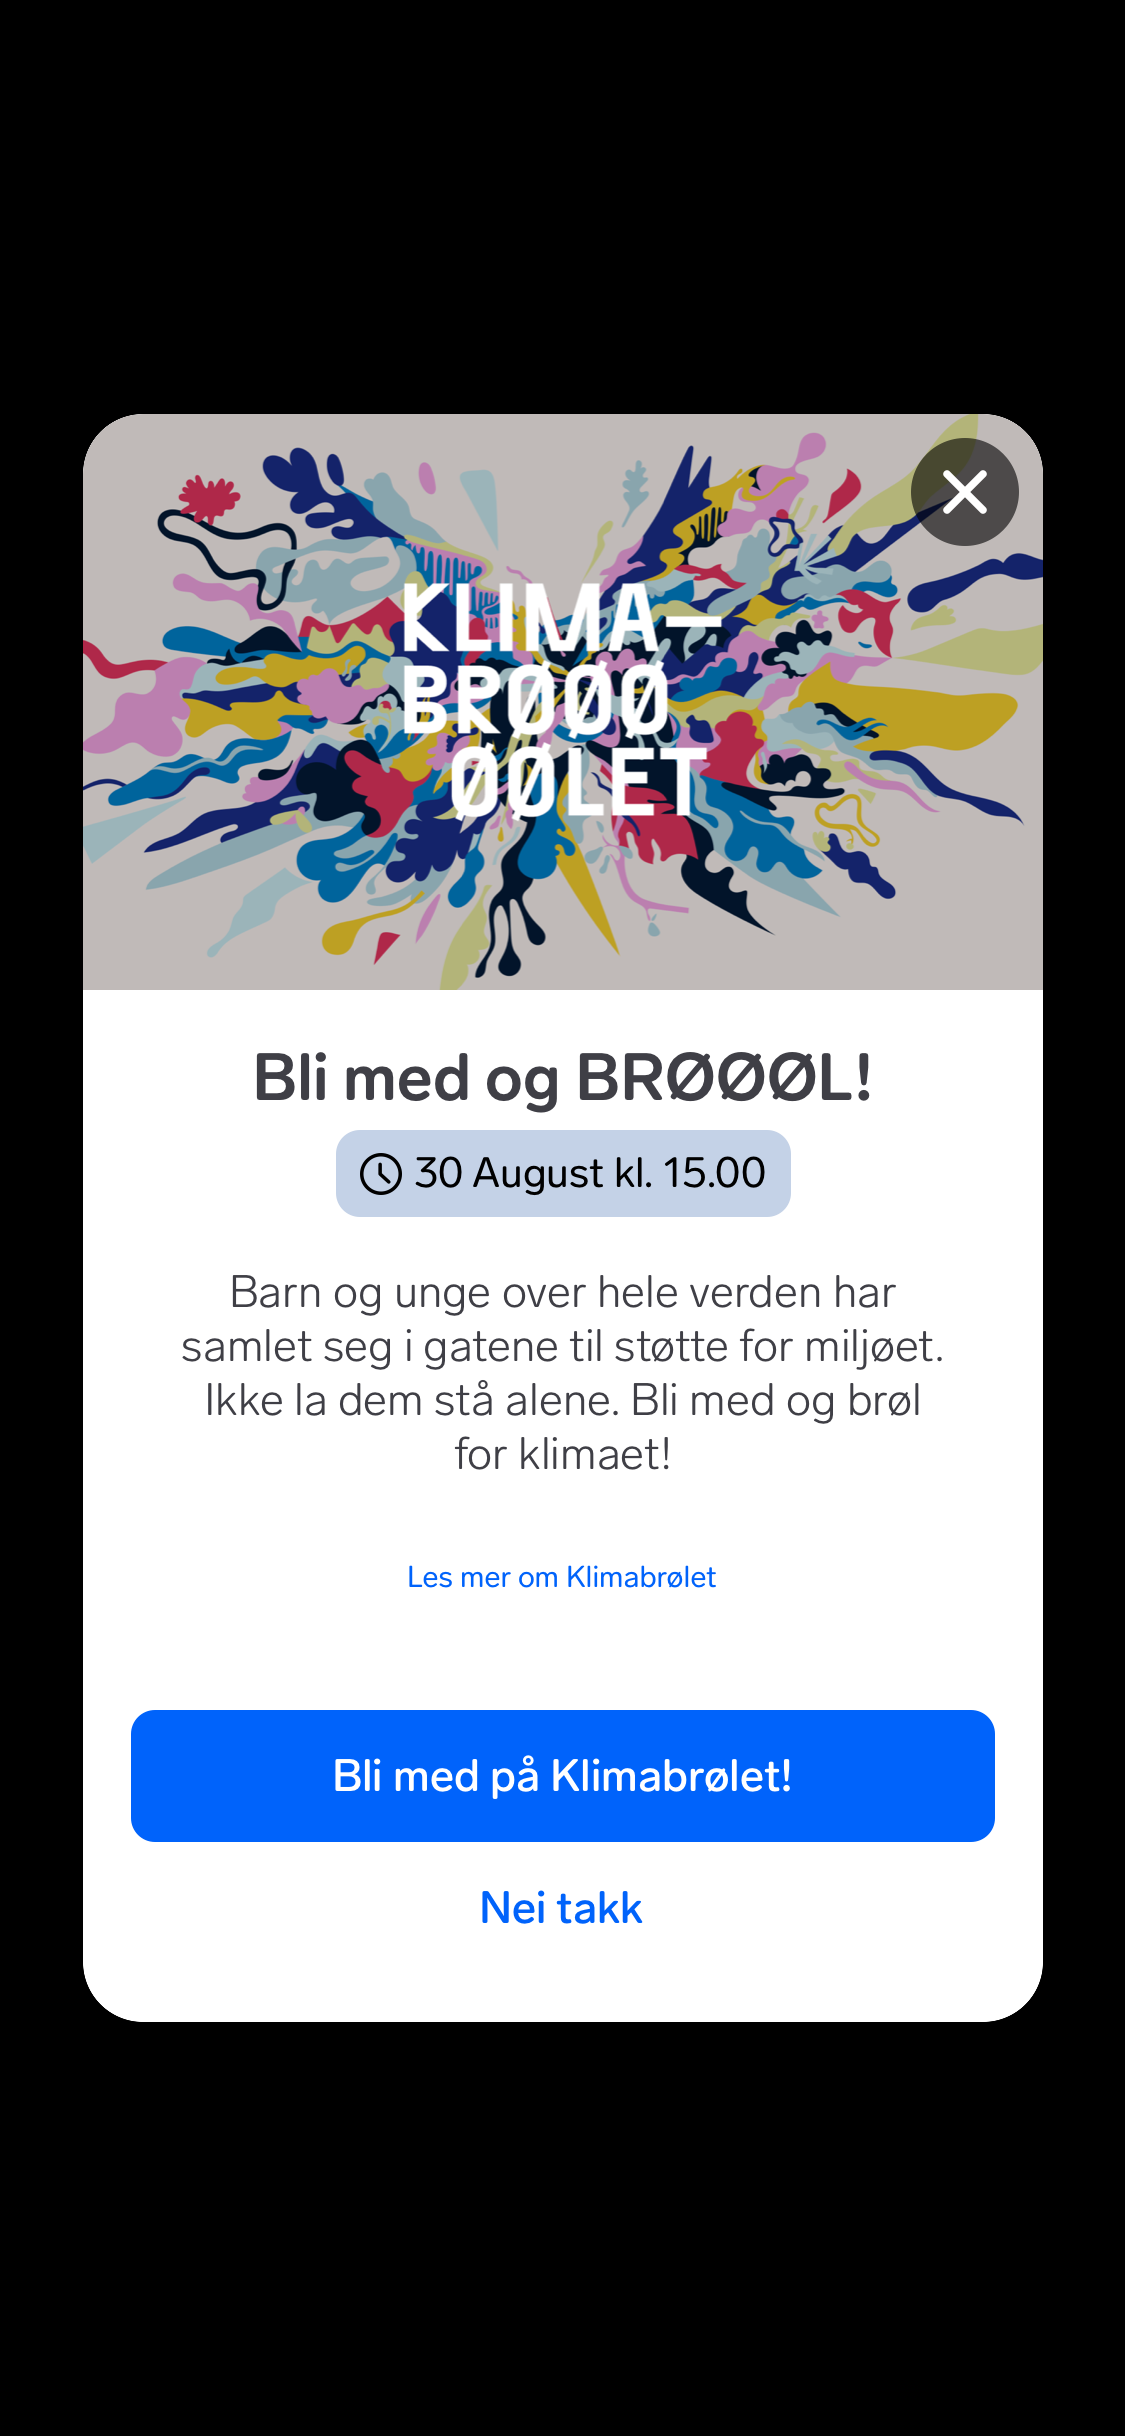 KLIMA—
BRØØØ
ØØLET
Bli med og BRØØØL!
30 August kl. 15.00
Barn og unge over hele verden har
samlet seg i gatene til støtte for miljøet.
Ikke la dem stå alene. Bli med og brøl
for klimaet!
Les mer om Klimabrølet
Bli med på Klimabrølet!
Nei takk